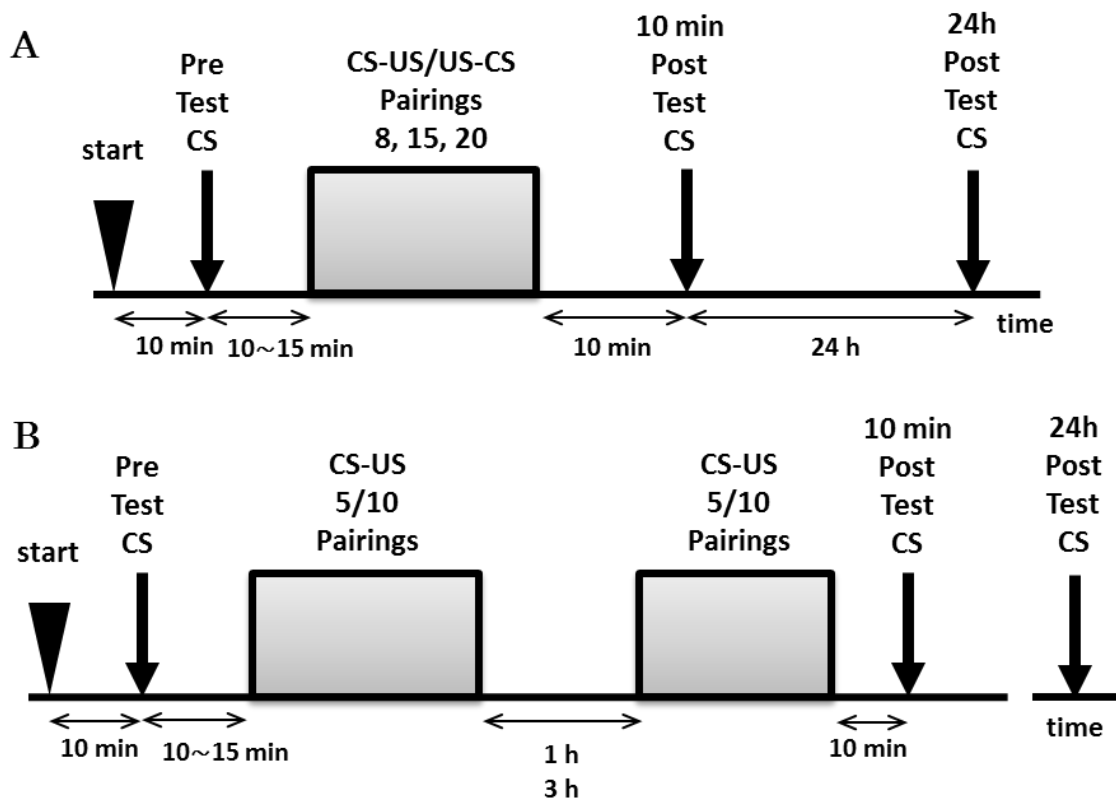 A
start
Pre
Test
CS
CS-US/US-CS
Pairings
8, 15, 20
10 min
Post
Test
CS
24h
Post
Test
CS
10 min
10~15 min
10 min
24 h
time
B
start
Pre
Test
CS
CS-US
5/10
Pairings
CS-US
5/10
Pairings
10 min
Post
Test
CS
24h
Post
Test
CS
10 min
10~15 min
1 h
3 h
10 min
time